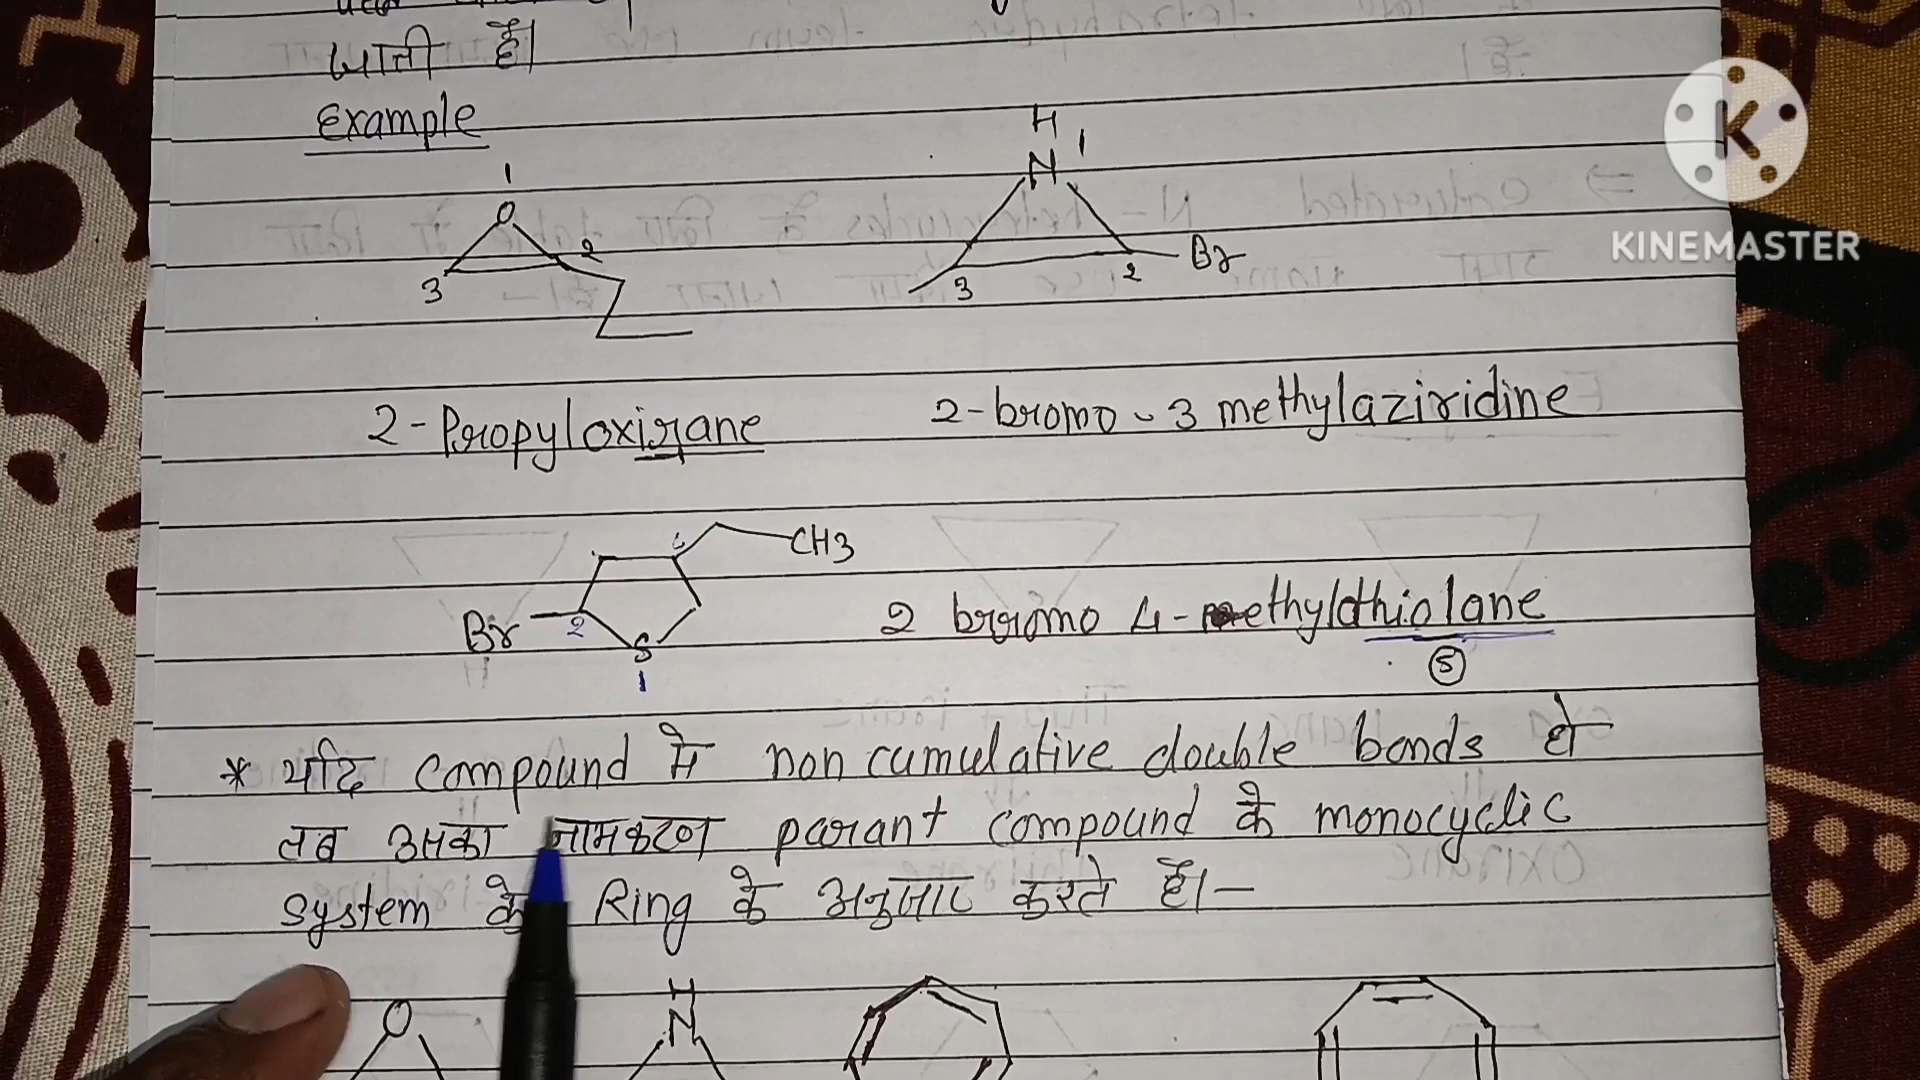 जाती हैं।
Example
1
O
2
3
H
N 1
Br
2
3
KINEMASTER
2-Propyloxirane
2-bromo-3 methylaziridine
CH3
Br
2
S
1
2 bromo 4-ethylthiolane
5
* यदि compound मे non cumulative double bonds हो
तब उसका नामकरण parant compound के monocyclic
system के Ring के अनुसार करते हैं।-
O
H
N